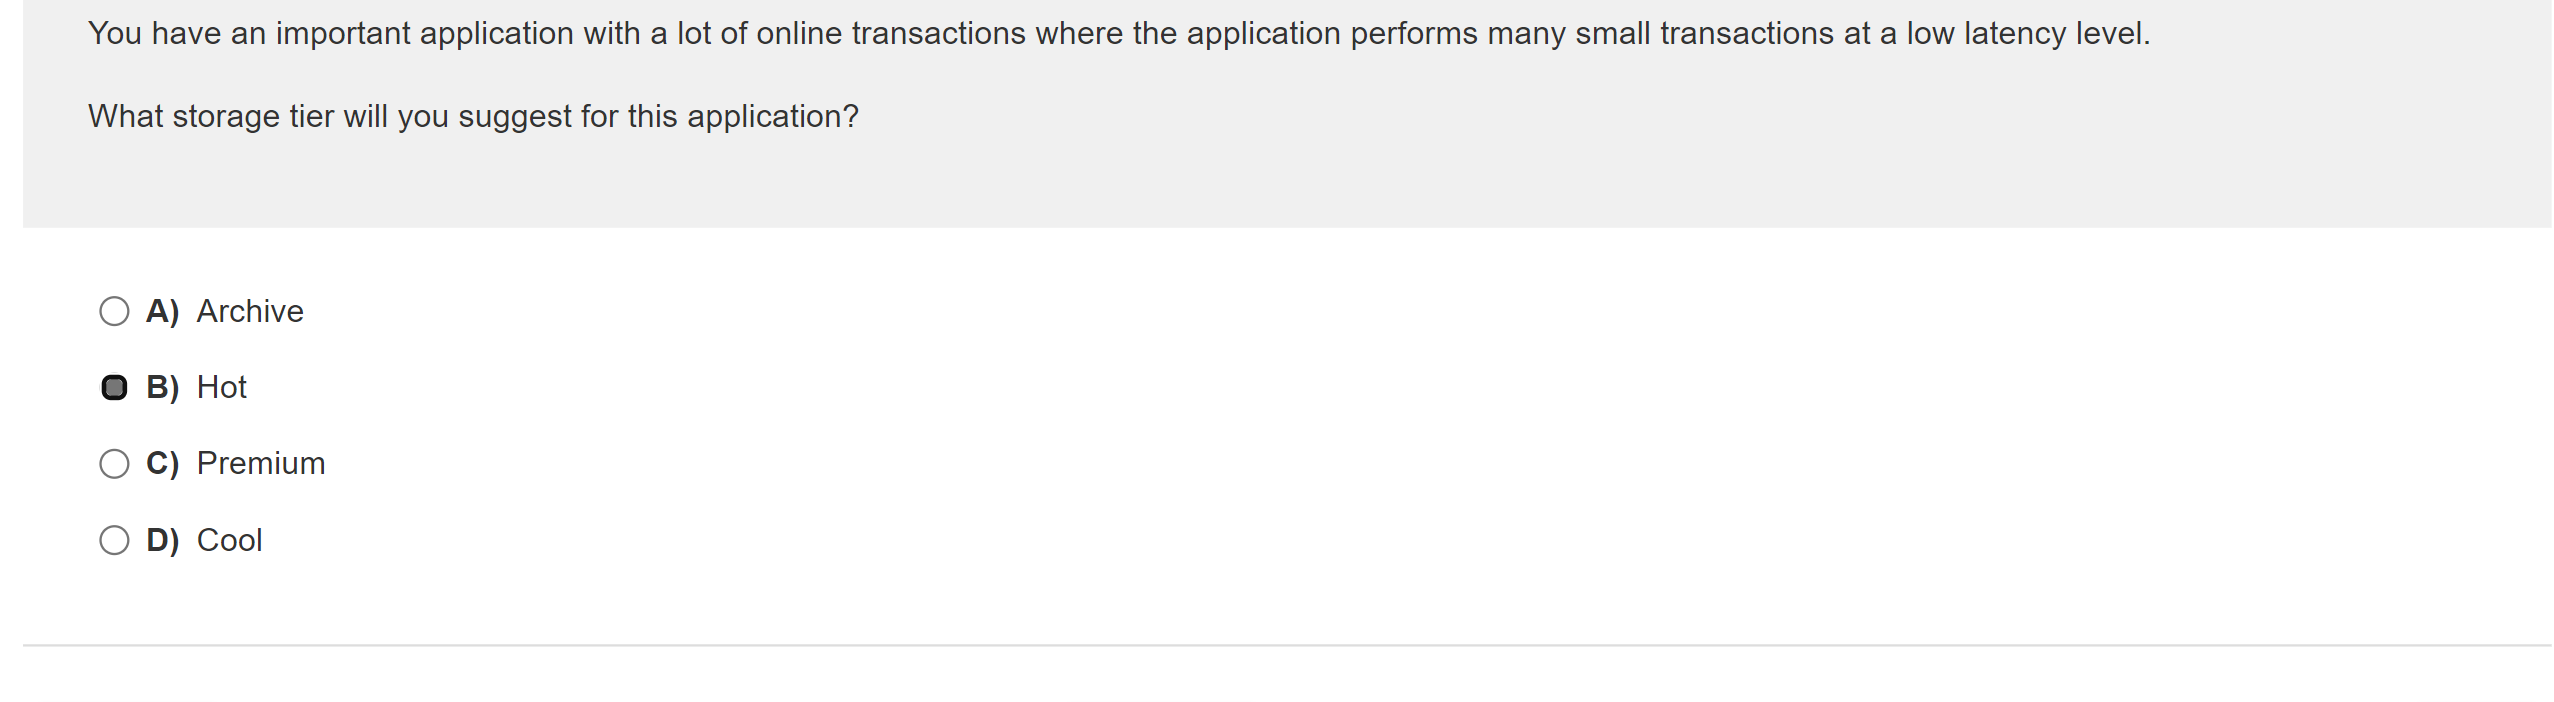 You have an important application with a lot of online transactions where the application performs many small transactions at a low latency level.
What storage tier will you suggest for this application?
A) Archive
B) Hot
C) Premium
D) Cool